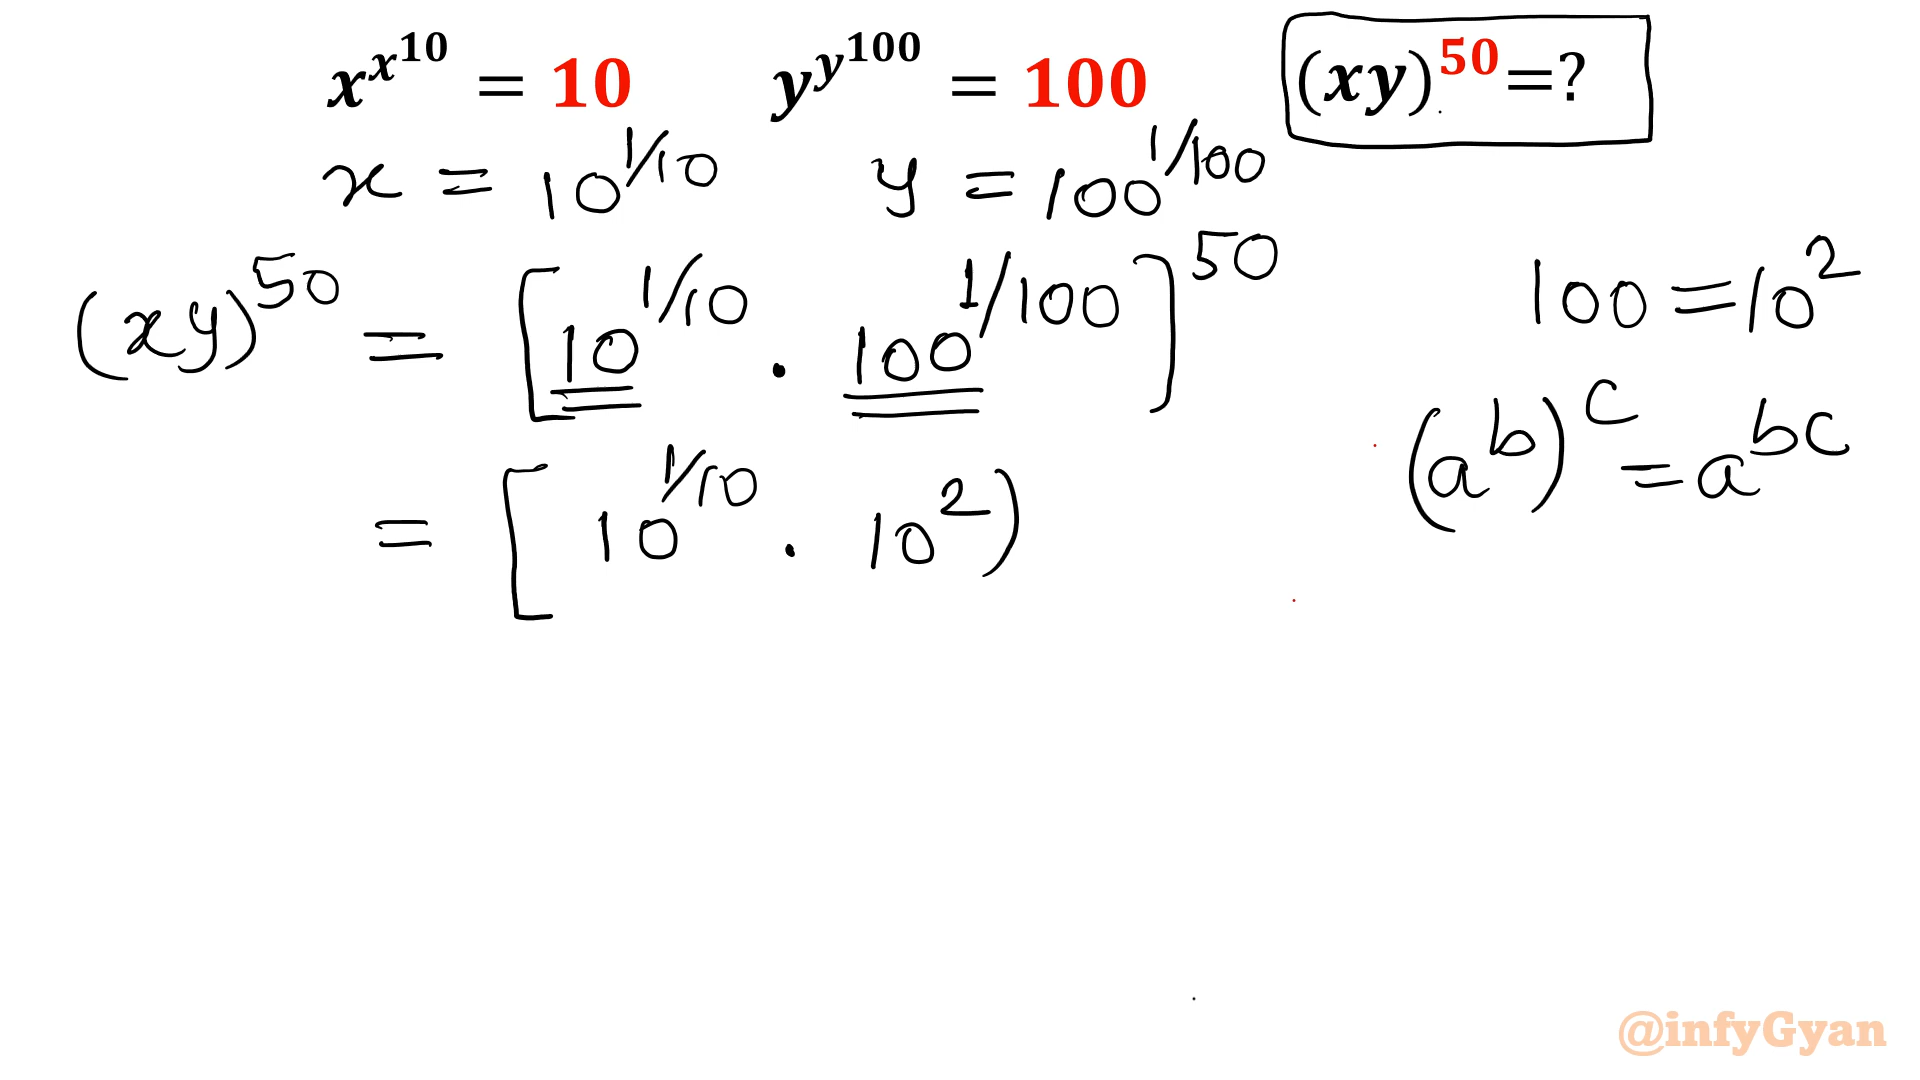 x^x^10 = 10 y^y^100 = 100 (xy)^50=?
x = 10^1/10 y = 100^1/100
(xy)^50 = [10^1/10 . 100^1/100]^50 100 = 10^2
(a^b)^c = a^bc
= [10^1/10 . 10^2)
@infyGyan